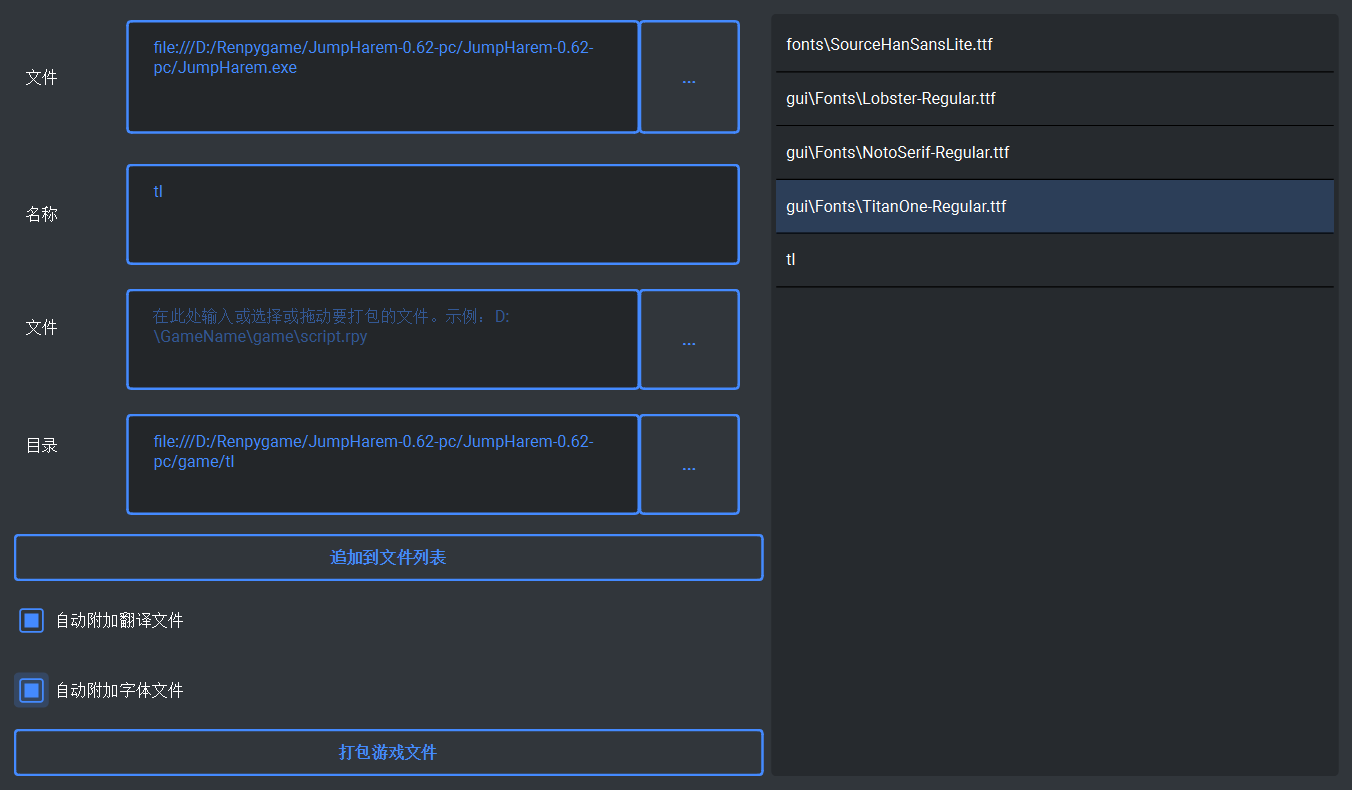 文件
file:///D:/Renpygame/JumpHarem-0.62-pc/JumpHarem-0.62-
pc/JumpHarem.exe
...
名称
tl
文件
在此处输入或选择或拖动要打包的文件。示例：D:
\GameName\game\script.rpy
...
目录
file:///D:/Renpygame/JumpHarem-0.62-pc/JumpHarem-0.62-
pc/game/tl
...
追加到文件列表
自动附加翻译文件
自动附加字体文件
打包游戏文件
fonts\SourceHanSansLite.ttf
gui\Fonts\Lobster-Regular.ttf
gui\Fonts\NotoSerif-Regular.ttf
gui\Fonts\TitanOne-Regular.ttf
tl